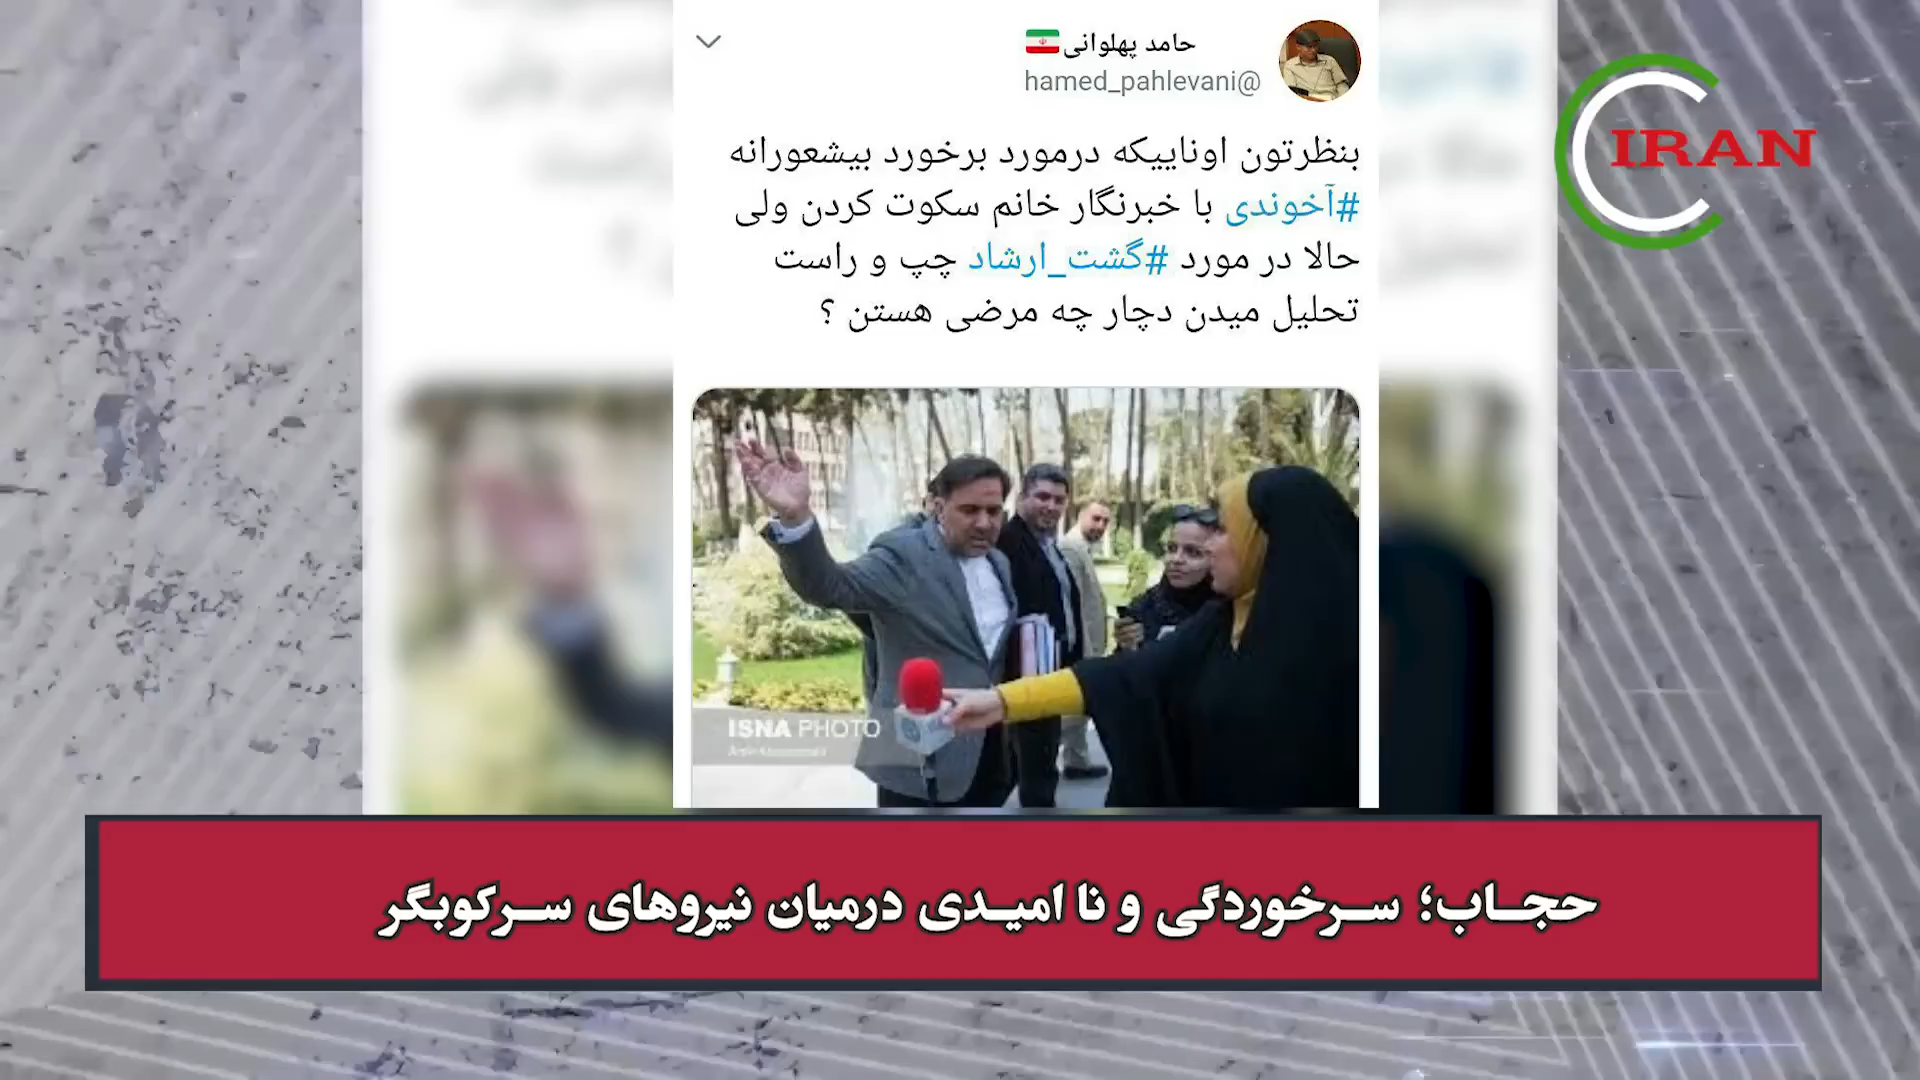 حامد پهلوانی
@hamed_pahlevani
بنظرتون اوناییکه درمورد برخورد بیشعورانه
#آخوندی با خبرنگار خانم سکوت کردن ولی
حالا در مورد #گشت_ارشاد چپ و راست
تحلیل میدن دچار چه مرضی هستن ؟
IRAN
ISNA PHOTO
حجاب؛ سرخوردگی و نا امیدی درمیان نیروهای سرکوبگر